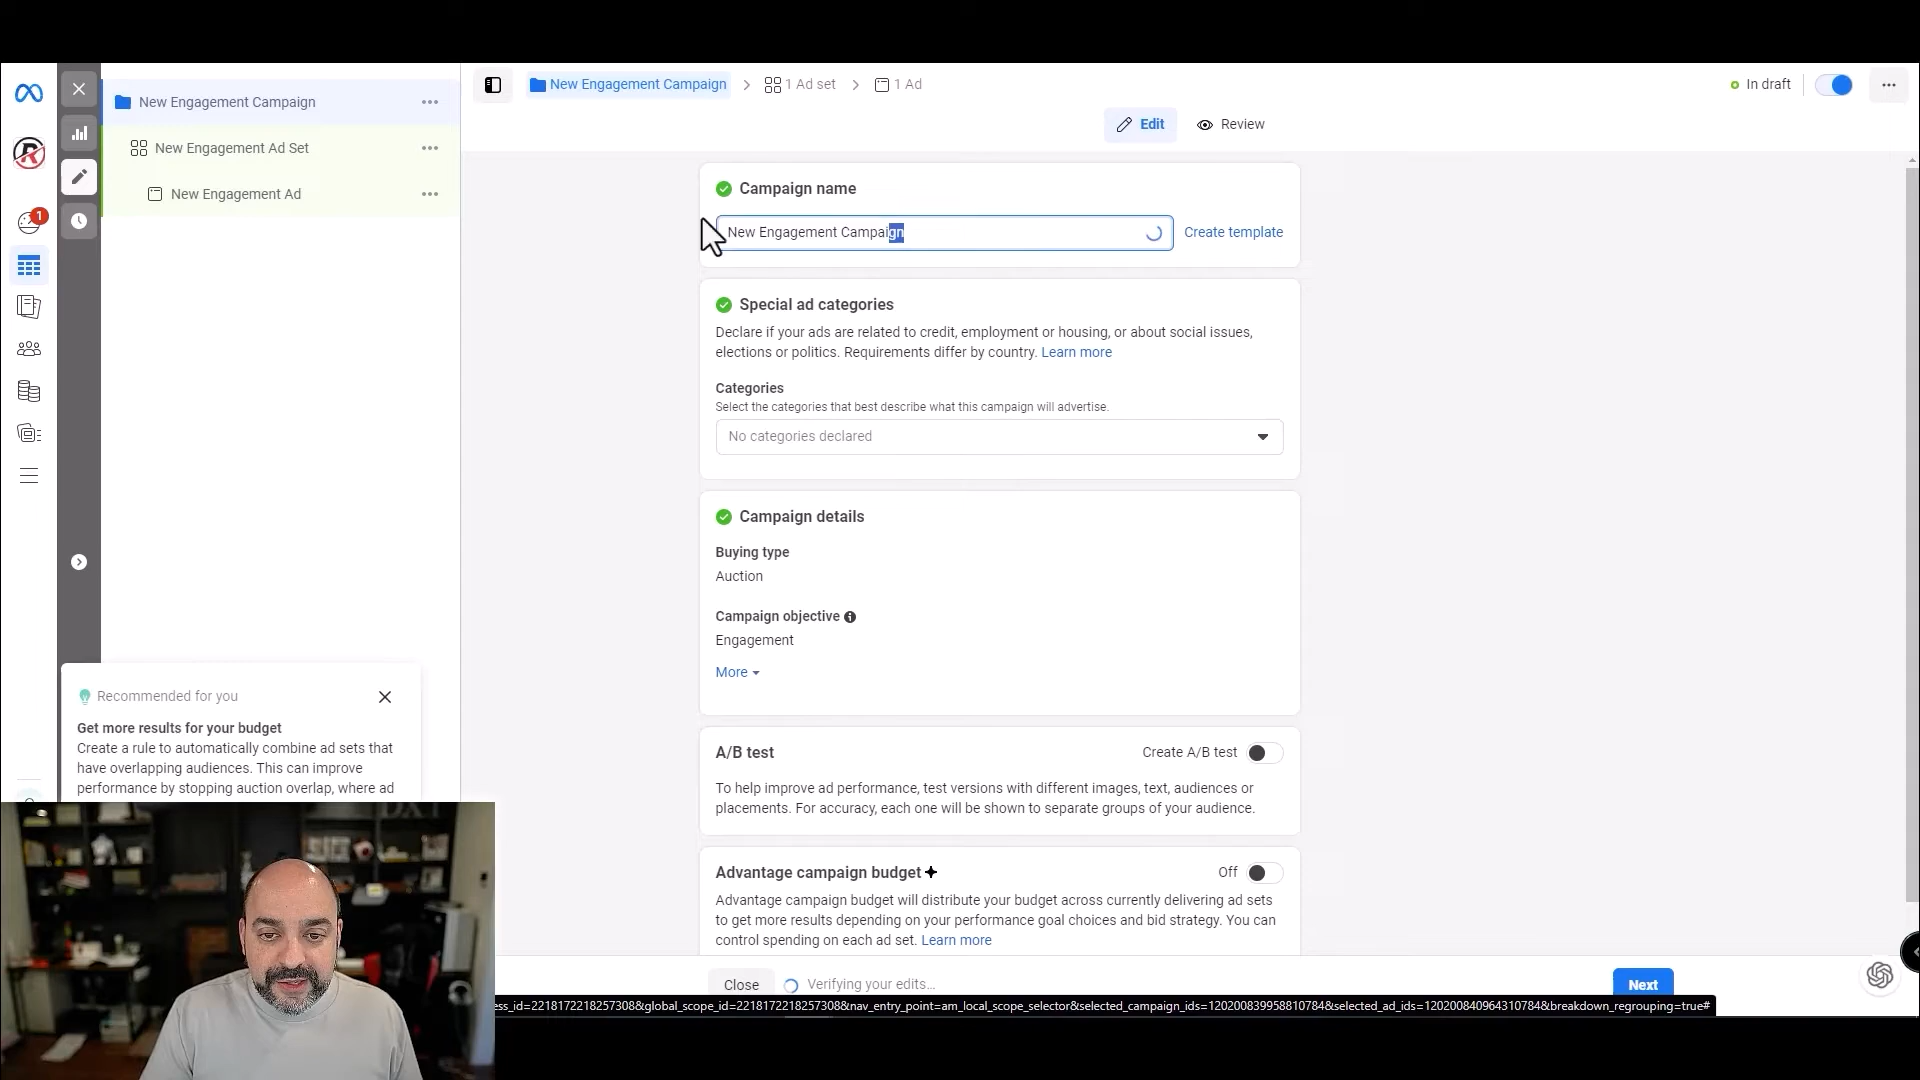 New Engagement Campaign
New Engagement Ad Set
New Engagement Ad
1
New Engagement Campaign
1 Ad set
1 Ad
In draft
Edit
Review
Campaign name
New Engagement Campaign
Create template
Special ad categories
Declare if your ads are related to credit, employment or housing, or about social issues,
elections or politics. Requirements differ by country. Learn more
Categories
Select the categories that best describe what this campaign will advertise.
No categories declared
Campaign details
Buying type
Auction
Campaign objective
Engagement
More
A/B test
Create A/B test
To help improve ad performance, test versions with different images, text, audiences or
placements. For accuracy, each one will be shown to separate groups of your audience.
Advantage campaign budget
Off
Advantage campaign budget will distribute your budget across currently delivering ad sets
to get more results depending on your performance goal choices and bid strategy. You can
control spending on each ad set. Learn more
Recommended for you
Get more results for your budget
Create a rule to automatically combine ad sets that
have overlapping audiences. This can improve
performance by stopping auction overlap, where ad
Close
Verifying your edits...
Next
ess_id=2218172218257308&global_scope_id=2218172218257308&nav_entry_point=am_local_scope_selector&selected_campaign_ids=120200839958810784&selected_ad_ids=120200840964310784&breakdown_regrouping=true#